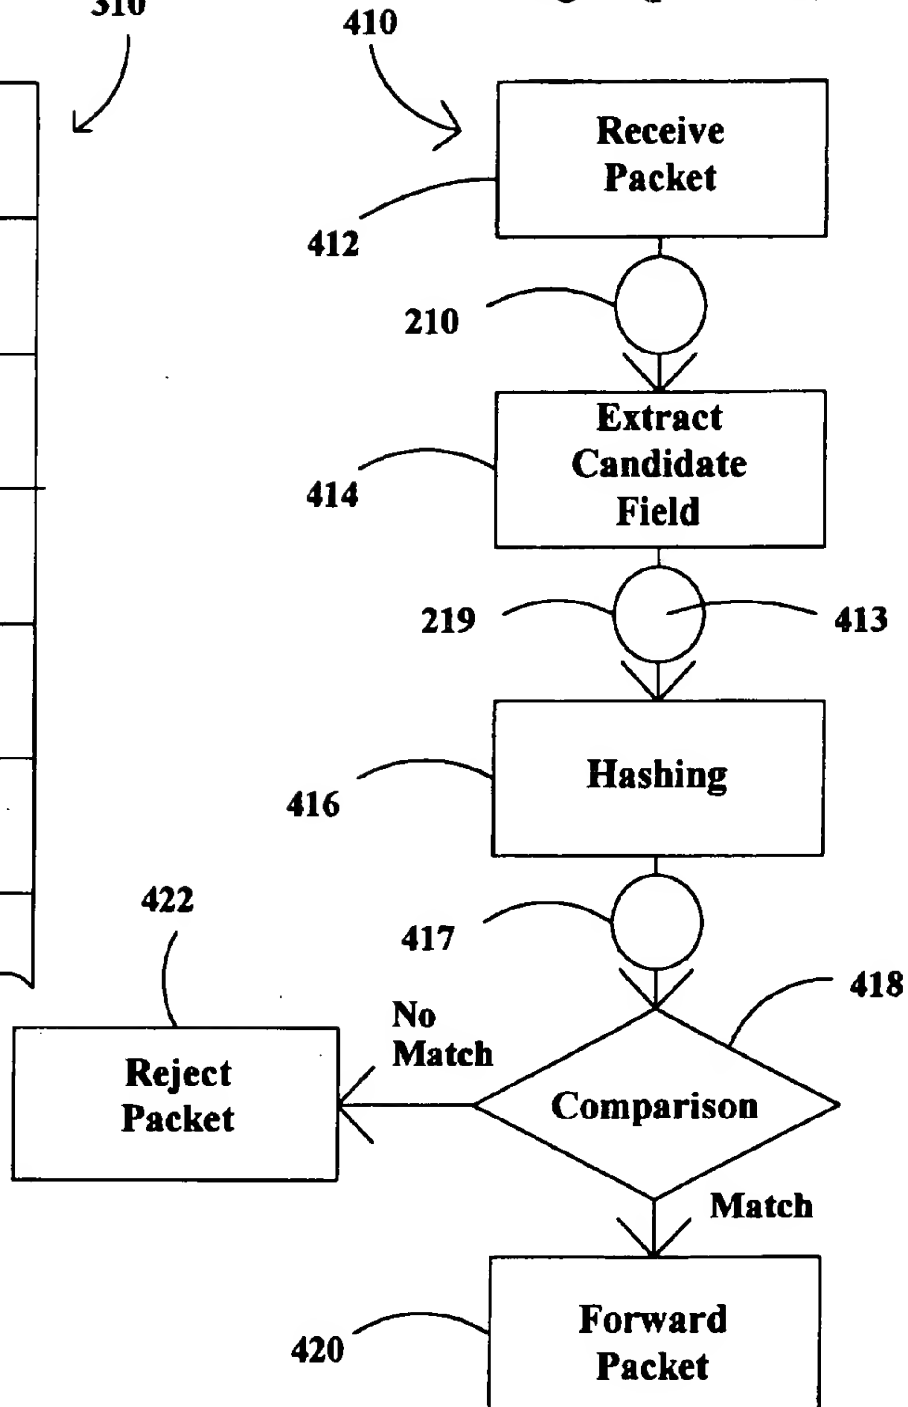 310
410
Receive
Packet
412
210
Extract
Candidate
Field
414
219
413
Hashing
416
422
417
418
No
Match
Reject
Packet
Comparison
Match
Forward
Packet
420